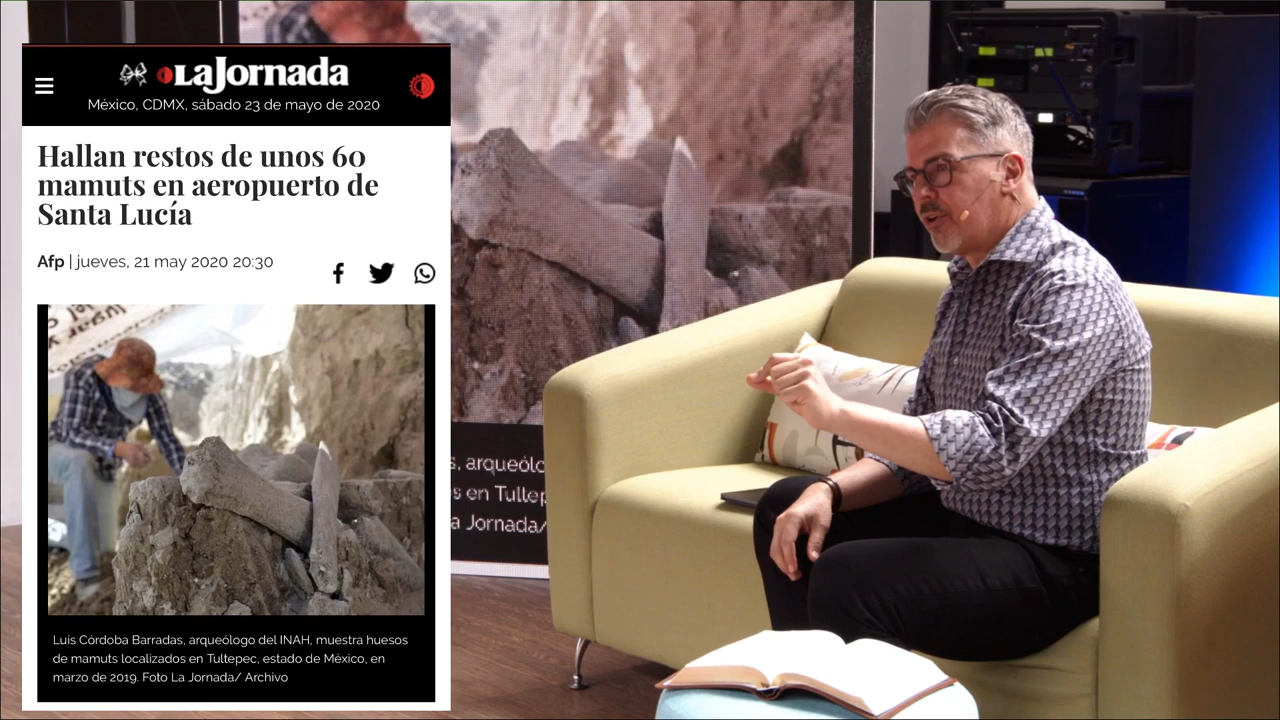 LaJornada
México, CDMX, sábado 23 de mayo de 2020
Hallan restos de unos 60
mamuts en aeropuerto de
Santa Lucía
Afp | jueves, 21 may 2020 20:30
Luis Córdoba Barradas, arqueólogo del INAH, muestra huesos
de mamuts localizados en Tultepec, estado de México, en
marzo de 2019. Foto La Jornada/ Archivo
s, arqueólo
s en Tultep
a Jornada/